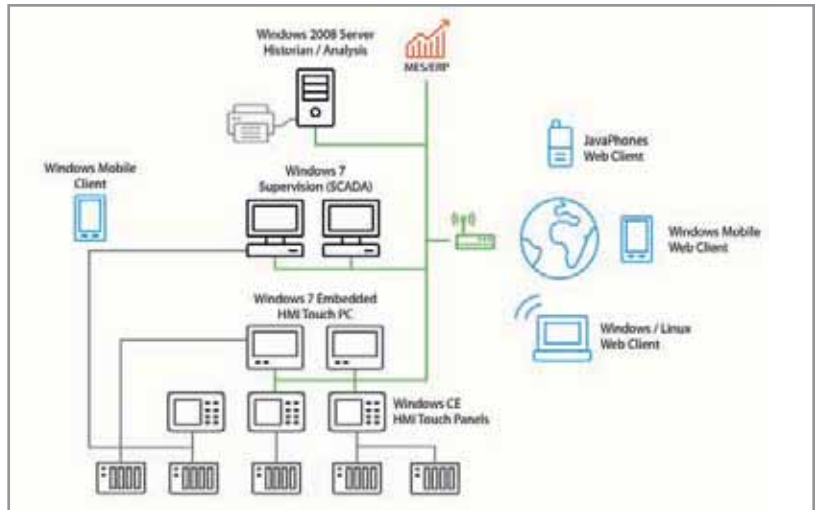 Windows 2008 Server
Historian / Analysis
MES/ERP
JavaPhones
Web Client
Windows Mobile
Client
Windows 7
Supervision (SCADA)
Windows Mobile
Web Client
Windows 7 Embedded
HMI Touch PC
Windows / Linux
Web Client
Windows CE
HMI Touch Panels